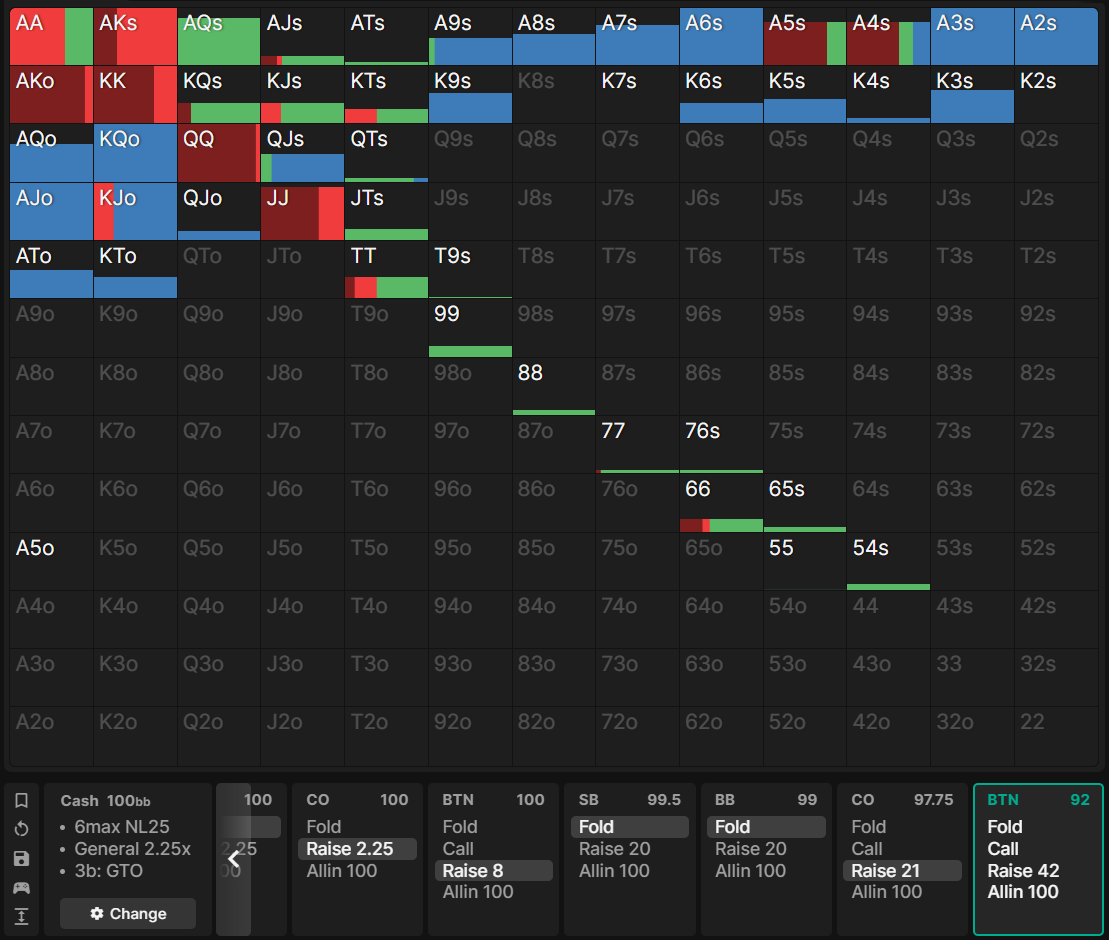 AA AKs AQs AJs ATs A9s A8s A7s A6s A5s A4s A3s A2s
AKo KK KQs KJs KTs K9s K8s K7s K6s K5s K4s K3s K2s
AQo KQo QQ QJs QTs Q9s Q8s Q7s Q6s Q5s Q4s Q3s Q2s
AJo KJo QJo JJ JTs J9s J8s J7s J6s J5s J4s J3s J2s
ATo KTo QTo JTo TT T9s T8s T7s T6s T5s T4s T3s T2s
A9o K9o Q9o J9o T9o 99 98s 97s 96s 95s 94s 93s 92s
A8o K8o Q8o J8o T8o 98o 88 87s 86s 85s 84s 83s 82s
A7o K7o Q7o J7o T7o 97o 87o 77 76s 75s 74s 73s 72s
A6o K6o Q6o J6o T6o 96o 86o 76o 66 65s 64s 63s 62s
A5o K5o Q5o J5o T5o 95o 85o 75o 65o 55 54s 53s 52s
A4o K4o Q4o J4o T4o 94o 84o 74o 64o 54o 44 43s 42s
A3o K3o Q3o J3o T3o 93o 83o 73o 63o 53o 43o 33 32s
A2o K2o Q2o J2o T2o 92o 82o 72o 62o 52o 42o 32o 22
Cash 100bb
• 6max NL25
• General 2.25x
• 3b: GTO
Change
100
2.25
00
CO 100
Fold
Raise 2.25
Allin 100
BTN 100
Fold
Call
Raise 8
Allin 100
SB 99.5
Fold
Raise 20
Allin 100
BB 99
Fold
Raise 20
Allin 100
CO 97.75
Fold
Call
Raise 21
Allin 100
BTN 92
Fold
Call
Raise 42
Allin 100